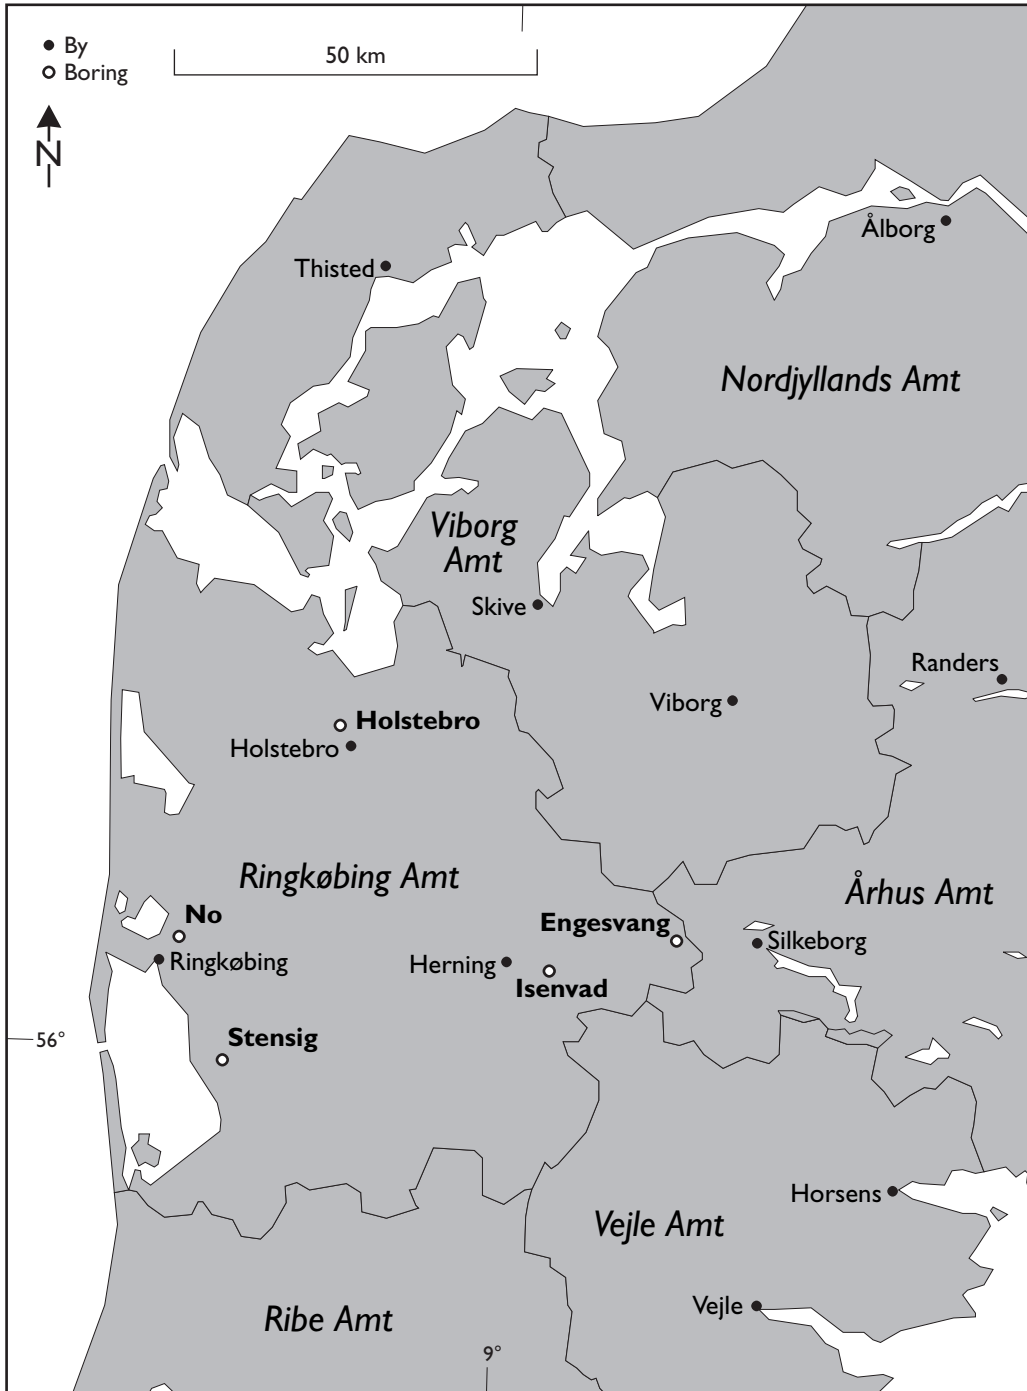 By
Boring
50 km
N
Ålborg
Thisted
Nordjyllands Amt
Viborg
Amt
Skive
Randers
Viborg
Holstebro
Holstebro
Ringkøbing Amt
Århus Amt
No
Engesvang
Silkeborg
Ringkøbing
Herning
Isenvad
56°
Stensig
Horsens
Vejle Amt
Vejle
Ribe Amt
9°